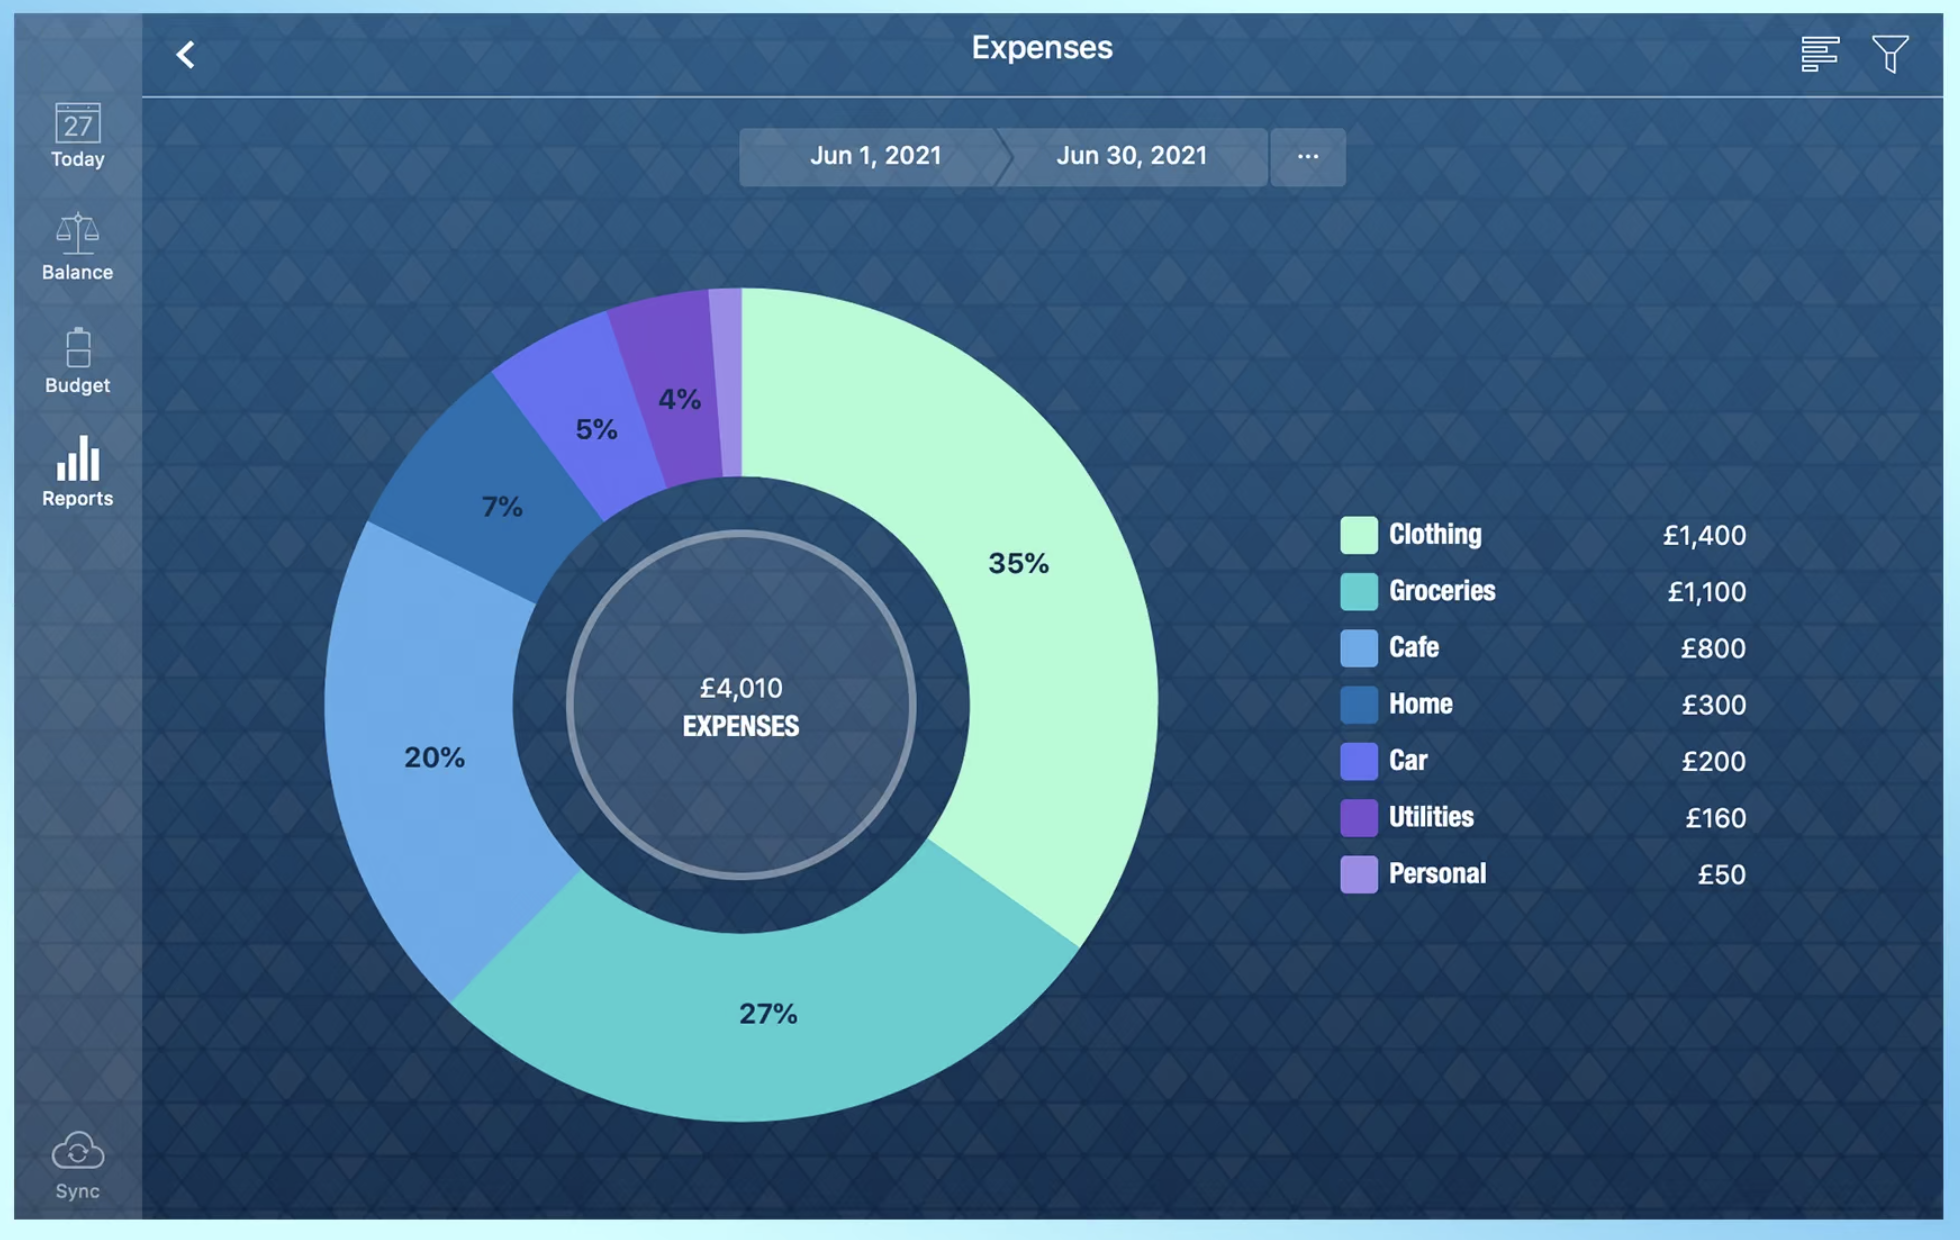 Expenses
27
Today
Balance
Budget
Reports
Sync
Jun 1, 2021
Jun 30, 2021
...
35%
27%
20%
7%
5%
4%
£4,010
EXPENSES
Clothing £1,400
Groceries £1,100
Cafe £800
Home £300
Car £200
Utilities £160
Personal £50